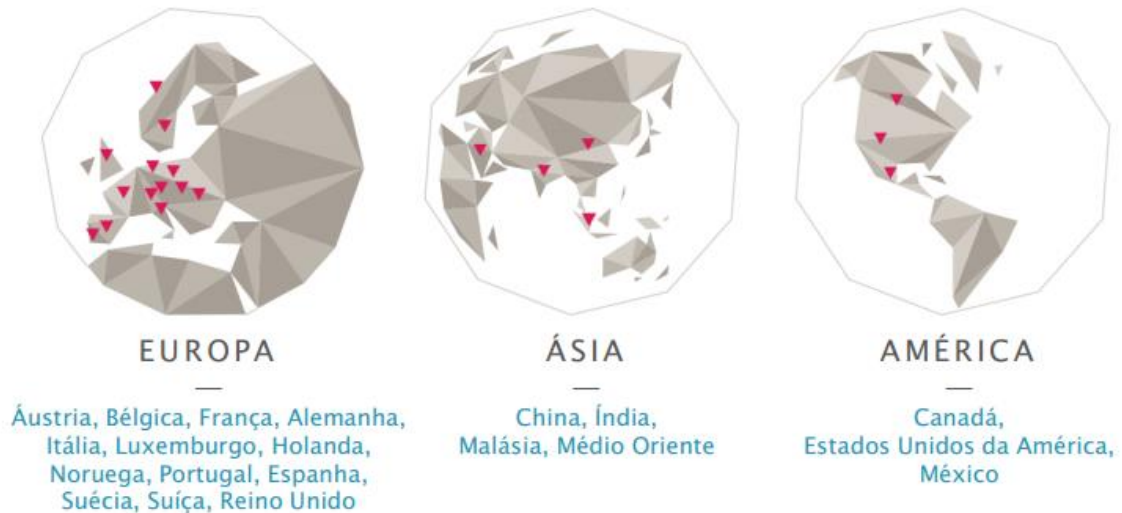 EUROPA
—
Áustria, Bélgica, França, Alemanha,
Itália, Luxemburgo, Holanda,
Noruega, Portugal, Espanha,
Suécia, Suíça, Reino Unido
ÁSIA
—
China, Índia,
Malásia, Médio Oriente
AMÉRICA
—
Canadá,
Estados Unidos da América,
México